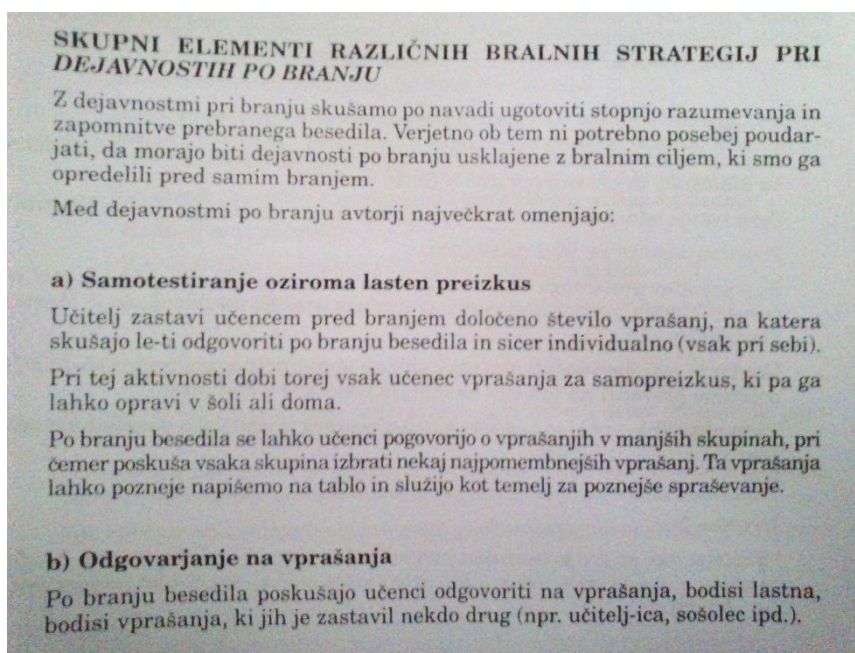 SKUPNI ELEMENTI RAZLIČNIH BRALNIH STRATEGIJ PRI
DEJAVNOSTIH PO BRANJU
Z dejavnostmi pri branju skušamo po navadi ugotoviti stopnjo razumevanja in
zapomnitve prebranega besedila. Verjetno ob tem ni potrebno posebej poudar-
jati, da morajo biti dejavnosti po branju usklajene z bralnim ciljem, ki smo ga
opredelili pred samim branjem.
Med dejavnostmi po branju avtorji največkrat omenjajo:
a) Samotestiranje oziroma lasten preizkus
Učitelj zastavi učencem pred branjem določeno število vprašanj, na katera
skušajo le-ti odgovoriti po branju besedila in sicer individualno (vsak pri sebi).
Pri tej aktivnosti dobi torej vsak učenec vprašanja za samopreizkus, ki pa ga
lahko opravi v šoli ali doma.
Po branju besedila se lahko učenci pogovorijo o vprašanjih v manjših skupinah, pri
čemer poskuša vsaka skupina izbrati nekaj najpomembnejših vprašanj. Ta vprašanja
lahko pozneje napišemo na tablo in služijo kot temelj za poznejše spraševanje.
b) Odgovarjanje na vprašanja
Po branju besedila poskušajo učenci odgovoriti na vprašanja, bodisi lastna,
bodisi vprašanja, ki jih je zastavil nekdo drug (npr. učitelj-ica, sošolec ipd.).